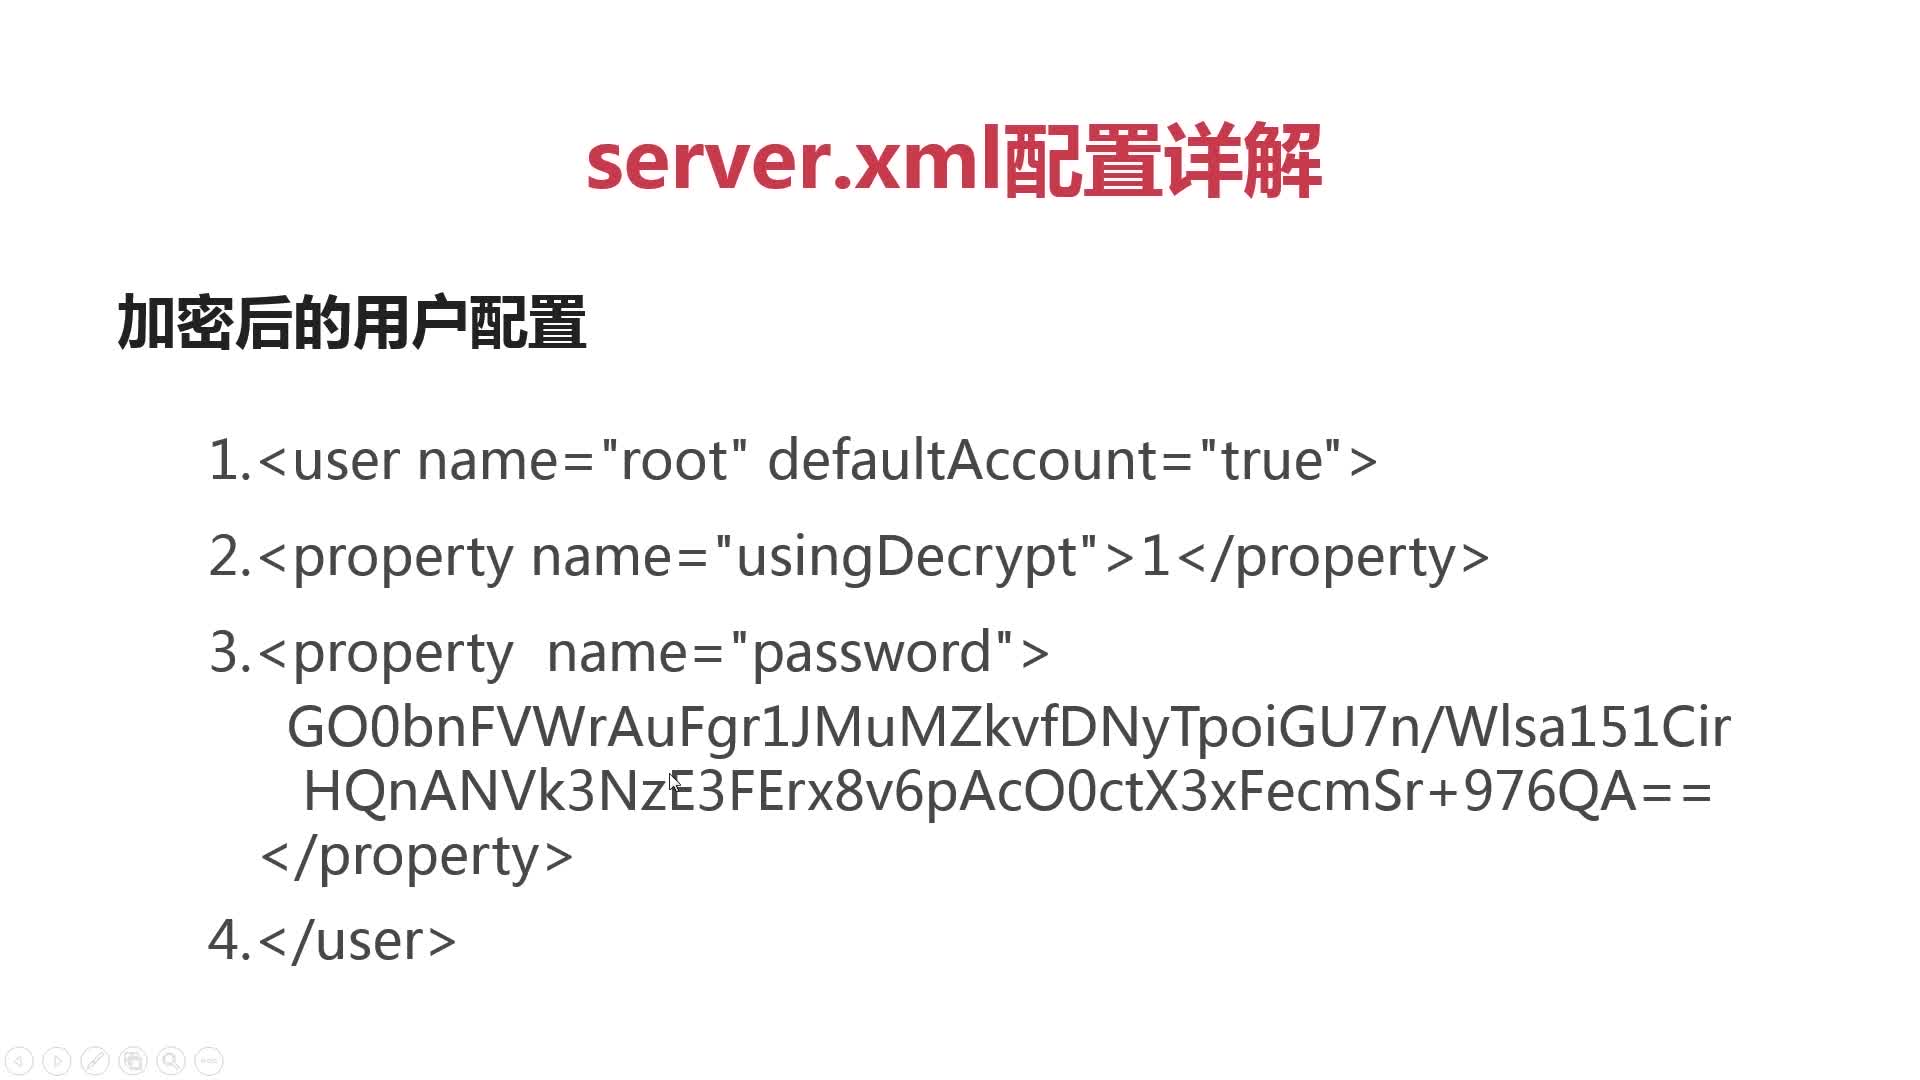 server.xml配置详解
加密后的用户配置
1.<user name="root" defaultAccount="true">
2.<property name="usingDecrypt">1</property>
3.<property  name="password">
GO0bnFVWrAuFgr1JMuMZkvfDNyTpoiGU7n/Wlsa151Cir
HQnANVk3NzE3FErx8v6pAcO0ctX3xFecmSr+976QA==
</property>
4.</user>